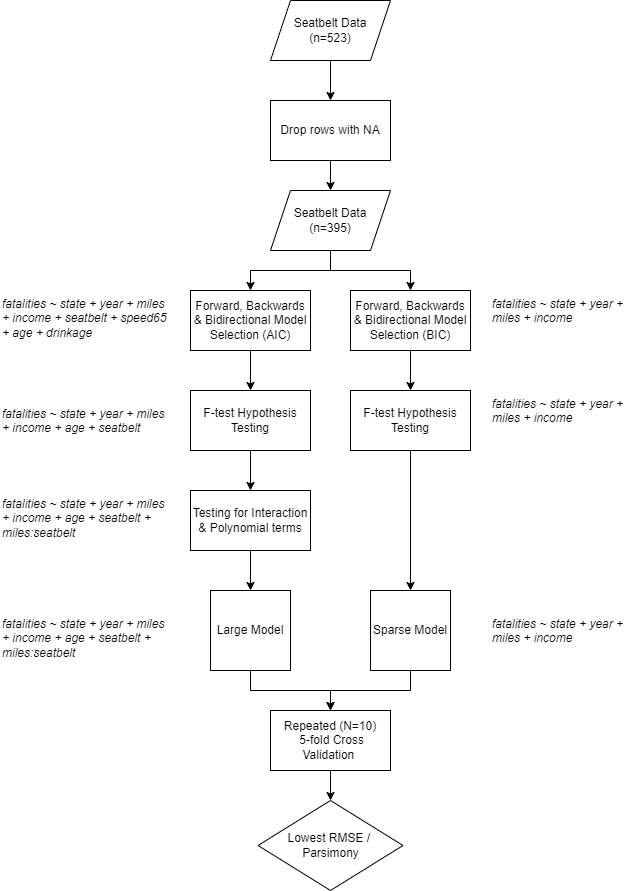 Seatbelt Data
(n=523)
Drop rows with NA
Seatbelt Data
(n=395)
fatalities ~ state + year + miles
+ income + seatbelt + speed65
+ age + drinkage
Forward, Backwards
& Bidirectional Model
Selection (AIC)
Forward, Backwards
& Bidirectional Model
Selection (BIC)
fatalities ~ state + year +
miles + income
fatalities ~ state + year + miles
+ income + age + seatbelt
F-test Hypothesis
Testing
F-test Hypothesis
Testing
fatalities ~ state + year +
miles + income
fatalities ~ state + year + miles
+ income + age + seatbelt +
miles:seatbelt
Testing for Interaction
& Polynomial terms
fatalities ~ state + year + miles
+ income + age + seatbelt +
miles:seatbelt
Large Model
Sparse Model
fatalities ~ state + year +
miles + income
Repeated (N=10)
5-fold Cross
Validation
Lowest RMSE /
Parsimony